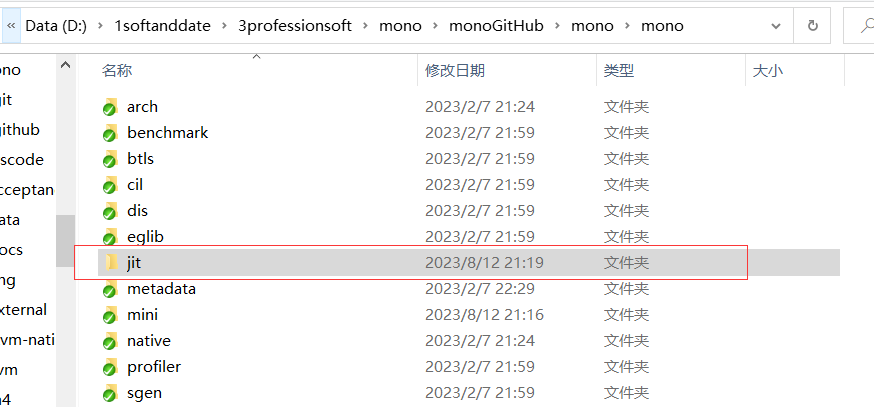 « Data (D:) › 1softanddate › 3professionsoft › mono › monoGitHub › mono › mono
名称 修改日期 类型 大小
ono
git
github
scode
cceptan
ata
ocs
ng
xternal
vm-nati
vm
n4
arch 2023/2/7 21:24 文件夹
benchmark 2023/2/7 21:59 文件夹
btls 2023/2/7 21:59 文件夹
cil 2023/2/7 21:59 文件夹
dis 2023/2/7 21:59 文件夹
eglib 2023/2/7 21:59 文件夹
jit 2023/8/12 21:19 文件夹
metadata 2023/2/7 22:29 文件夹
mini 2023/8/12 21:16 文件夹
native 2023/2/7 21:24 文件夹
profiler 2023/2/7 21:59 文件夹
sgen 2023/2/7 21:59 文件夹